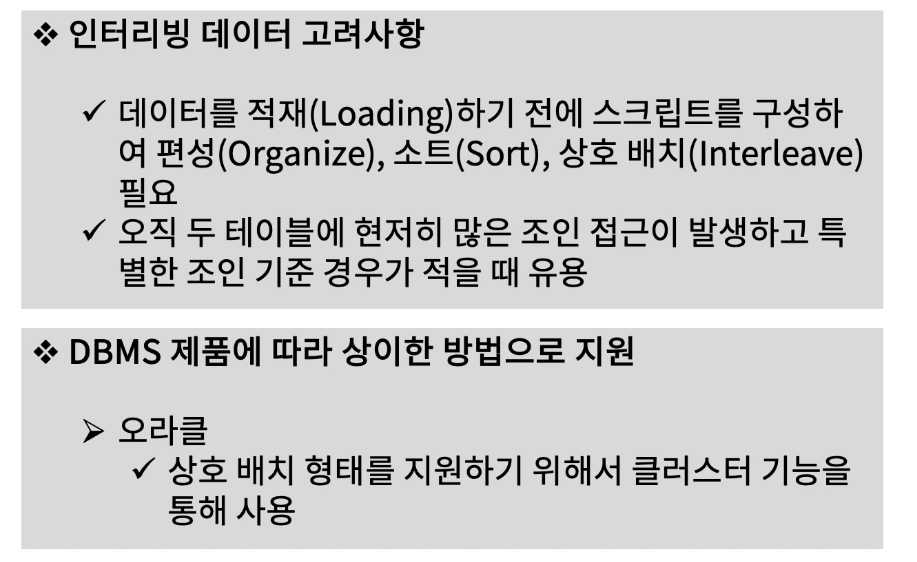 ❖ 인터리빙 데이터 고려사항
✓ 데이터를 적재(Loading)하기 전에 스크립트를 구성하
여 편성(Organize), 소트(Sort), 상호 배치(Interleave)
필요
✓ 오직 두 테이블에 현저히 많은 조인 접근이 발생하고 특
별한 조인 기준 경우가 적을 때 유용
❖ DBMS 제품에 따라 상이한 방법으로 지원
➢ 오라클
✓ 상호 배치 형태를 지원하기 위해서 클러스터 기능을
통해 사용